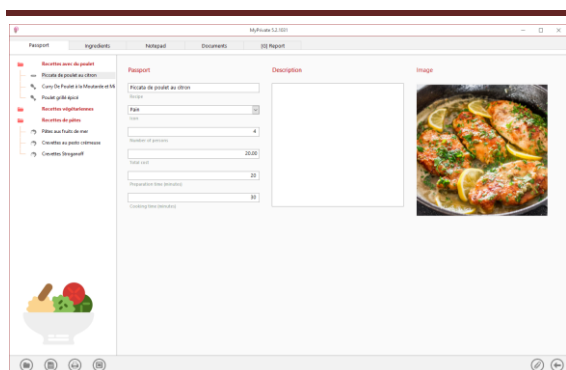 MyPrivate 5.2.1001
Passport Ingredients Notepad Documents [0] Report
Recettes avec du poulet
Piccata de poulet au citron
Curry De Poulet à la Moutarde et Mi
Poulet grillé épicé
Recettes végétariennes
Recettes de pâtes
Pâtes aux fruits de mer
Crevettes au pesto crémeuse
Crevettes Stroganoff
Passport
Piccata de poulet au citron
Recipe
Pain
4
Number of persons
20.00
Total cost
20
Preparation time (minutes)
Cooking time (minutes)
Description
Image